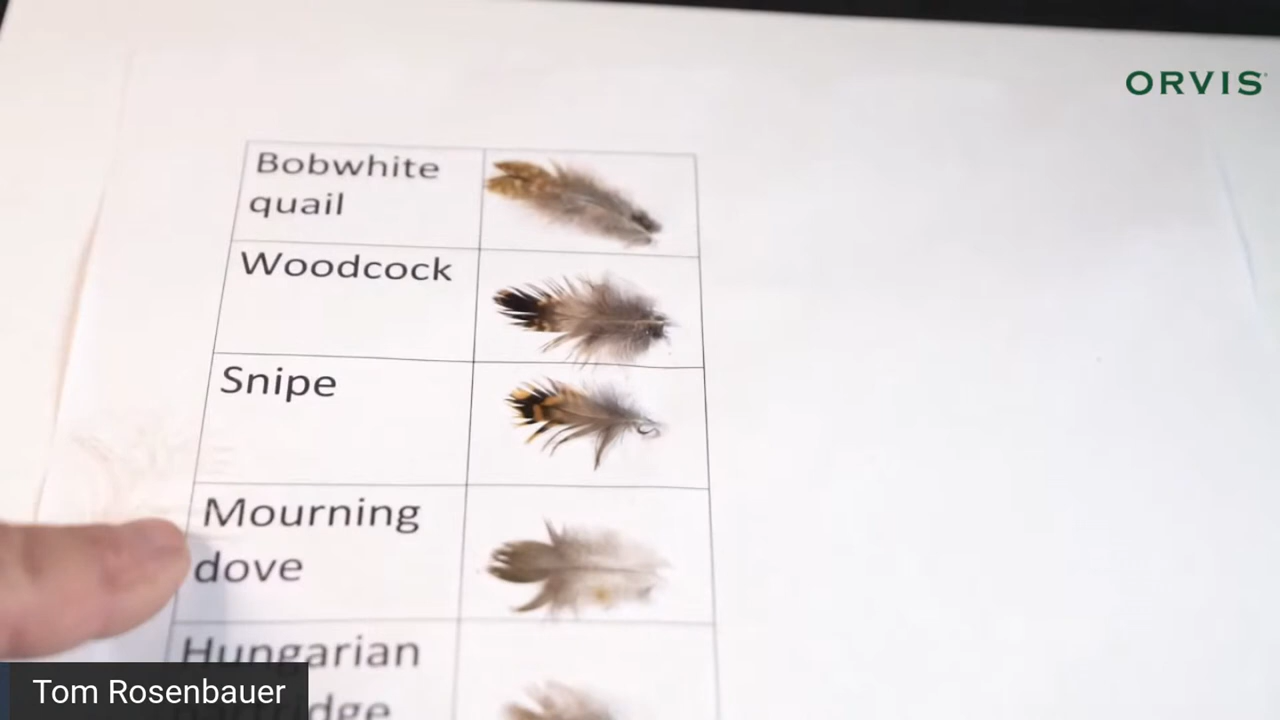 ORVIS
Bobwhite
quail
Woodcock
Snipe
Mourning
dove
Hungarian
Tom Rosenbauer